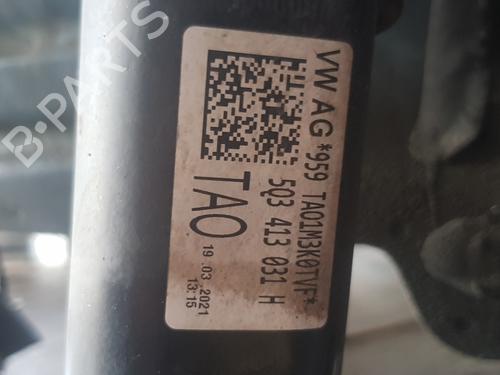 VW AG *959 TAO1M3K0TVF*
5Q3 413 031 H
TAO
19.03.2021
13:15
B-PARTS